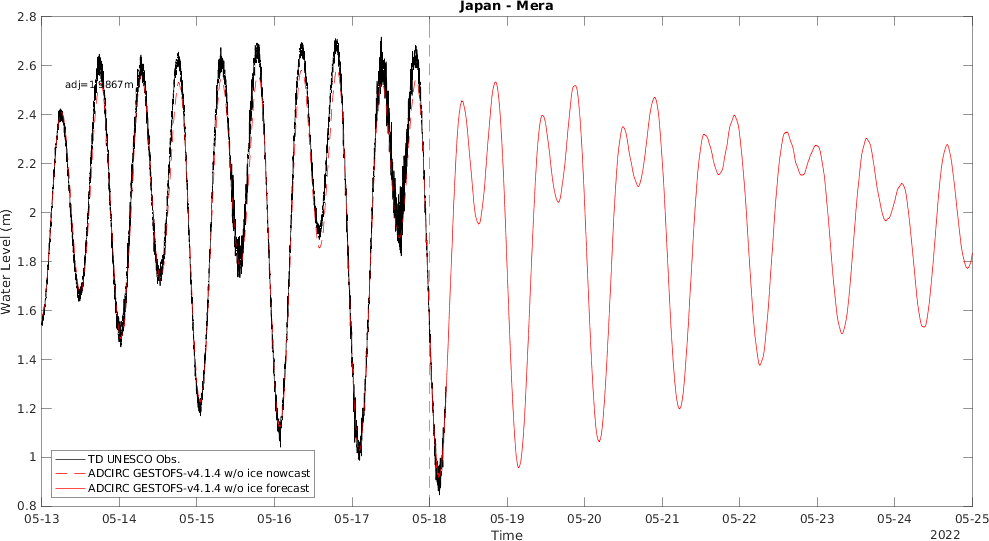 Japan - Mera
2.8
2.6
2.4
2.2
2
1.8
1.6
1.4
1.2
1
0.8
Water Level (m)
adj=1.5867m
TD UNESCO Obs.
ADCIRC GESTOFS-v4.1.4 w/o ice nowcast
ADCIRC GESTOFS-v4.1.4 w/o ice forecast
05-13 05-14 05-15 05-16 05-17 05-18 05-19 05-20 05-21 05-22 05-23 05-24 05-25
Time
2022